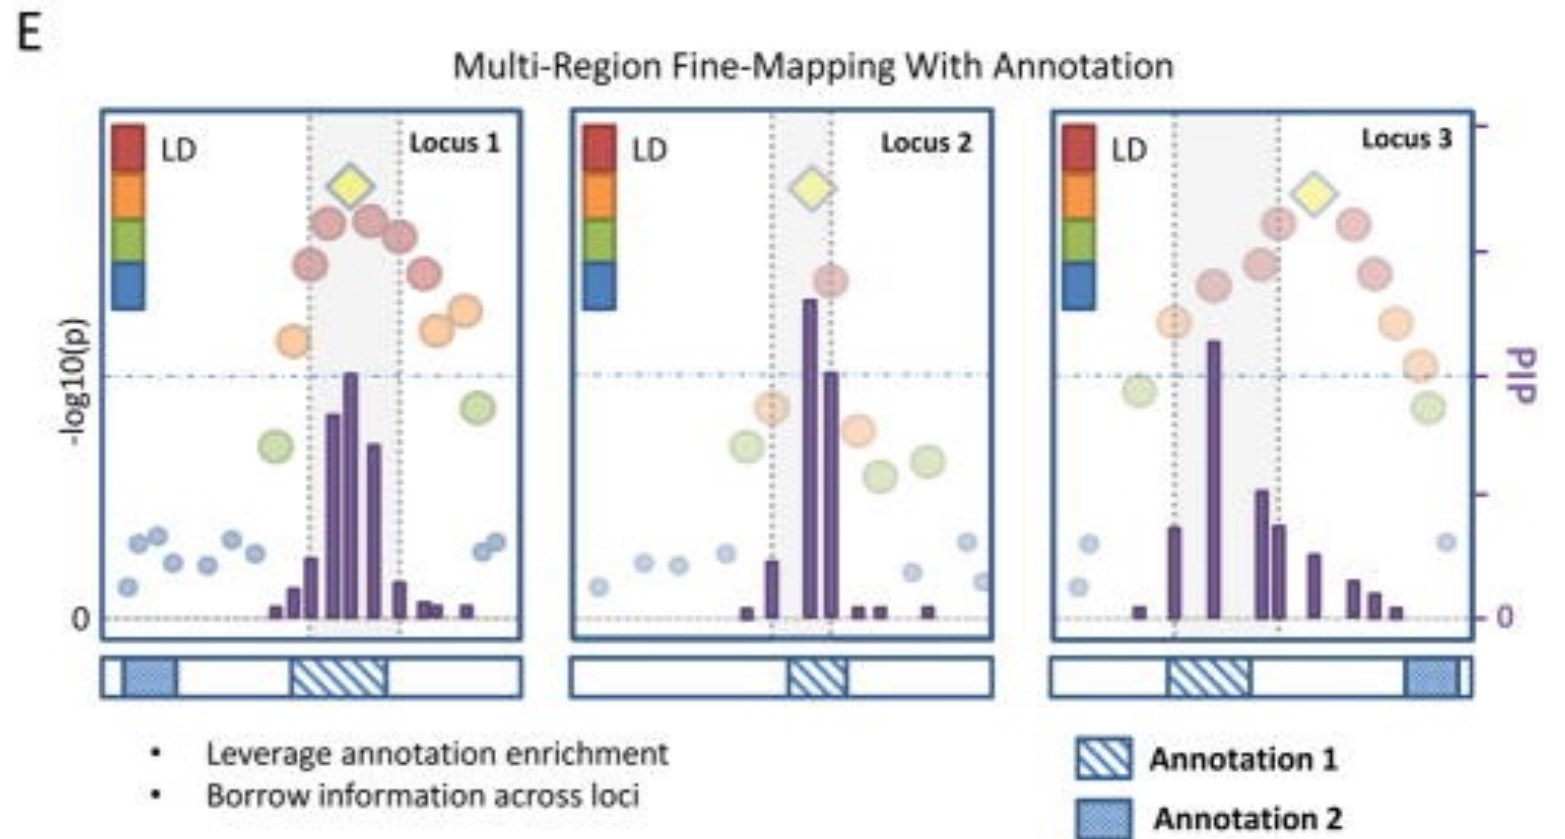 E
Multi-Region Fine-Mapping With Annotation
LD
Locus 1
LD
Locus 2
LD
Locus 3
-log10(p)
PIP
0
0
• Leverage annotation enrichment
• Borrow information across loci
Annotation 1
Annotation 2